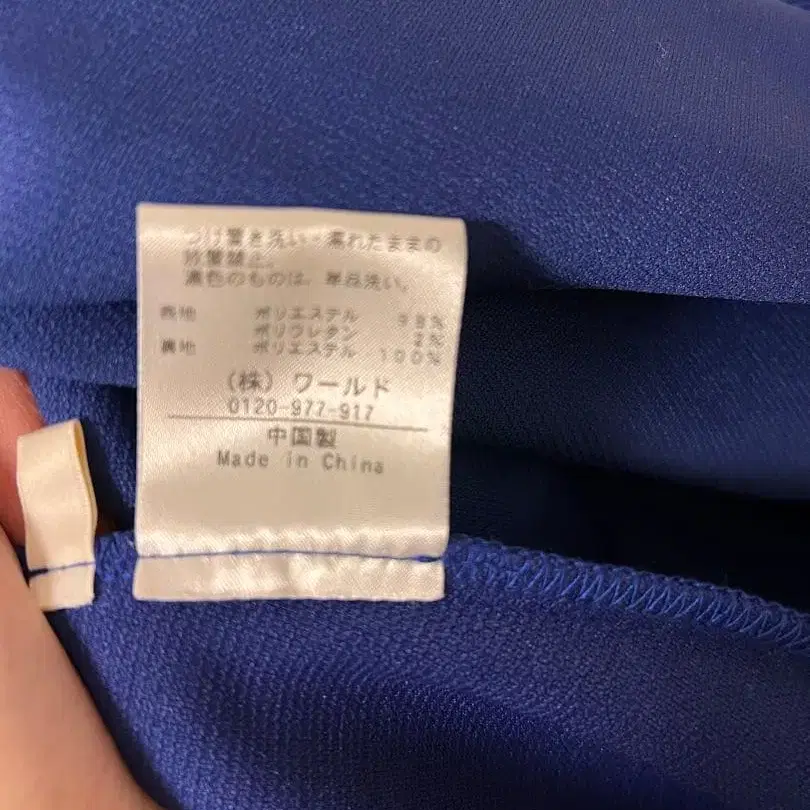 つけ置き洗い・濡れたままの
放置禁止。
濃色のものは、単品洗い。
表地 ポリエステル 98%
ポリウレタン 2%
裏地 ポリエステル 100%
(株) ワールド
0120-977-917
中国製
Made in China